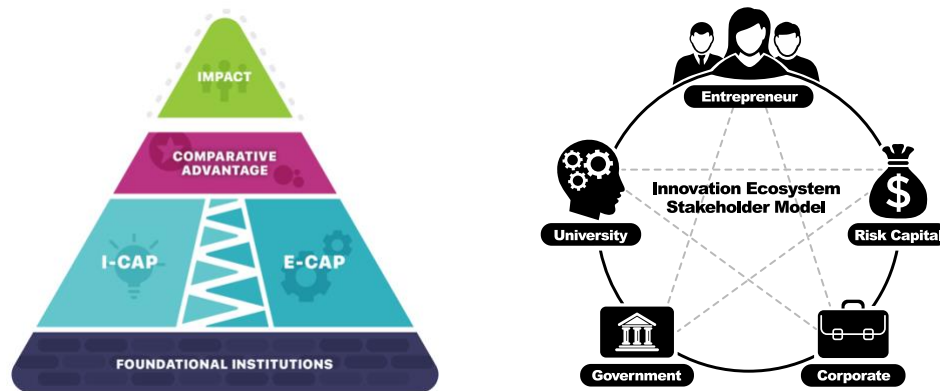 IMPACT
COMPARATIVE
ADVANTAGE
I-CAP
E-CAP
FOUNDATIONAL INSTITUTIONS
Entrepreneur
Innovation Ecosystem
Stakeholder Model
University
Risk Capital
$
Government
Corporate